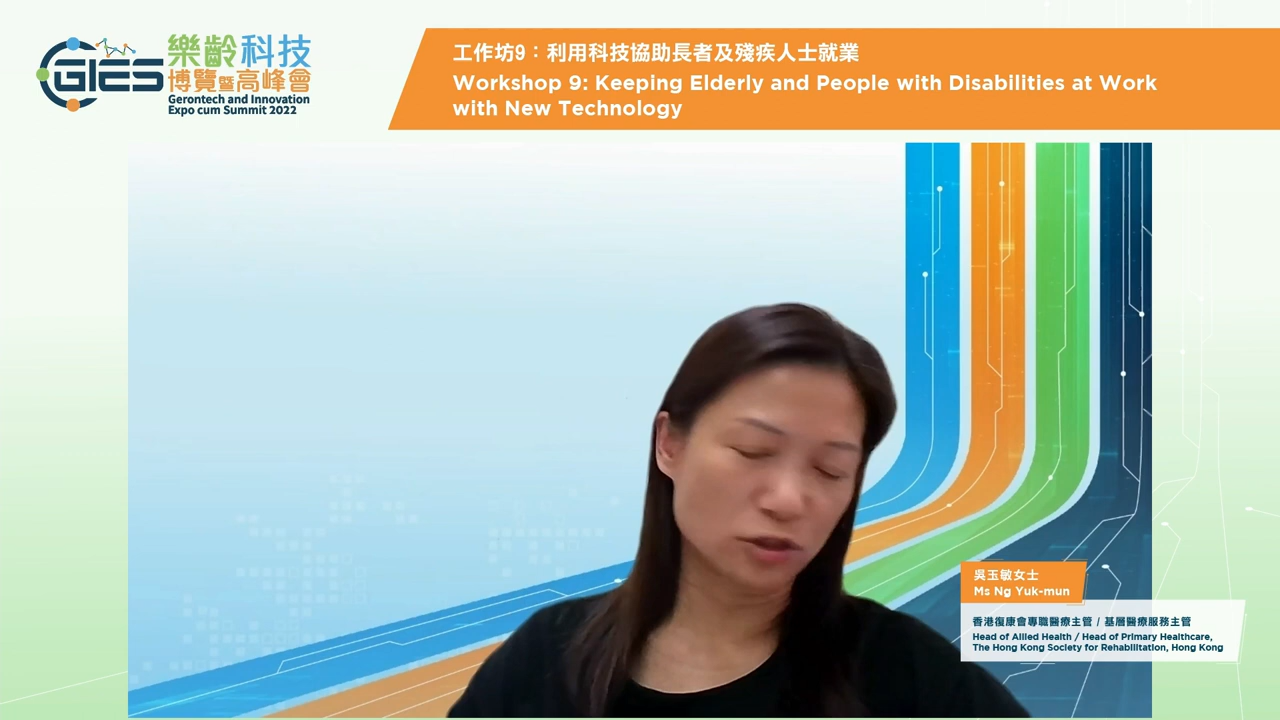 GIES
樂齡科技
博覽暨高峰會
Gerontech and Innovation
Expo cum Summit 2022
工作坊9：利用科技協助長者及殘疾人士就業
Workshop 9: Keeping Elderly and People with Disabilities at Work
with New Technology
吳玉敏女士
Ms Ng Yuk-mun
香港復康會專職醫療主管 / 基層醫療服務主管
Head of Allied Health / Head of Primary Healthcare,
The Hong Kong Society for Rehabilitation, Hong Kong